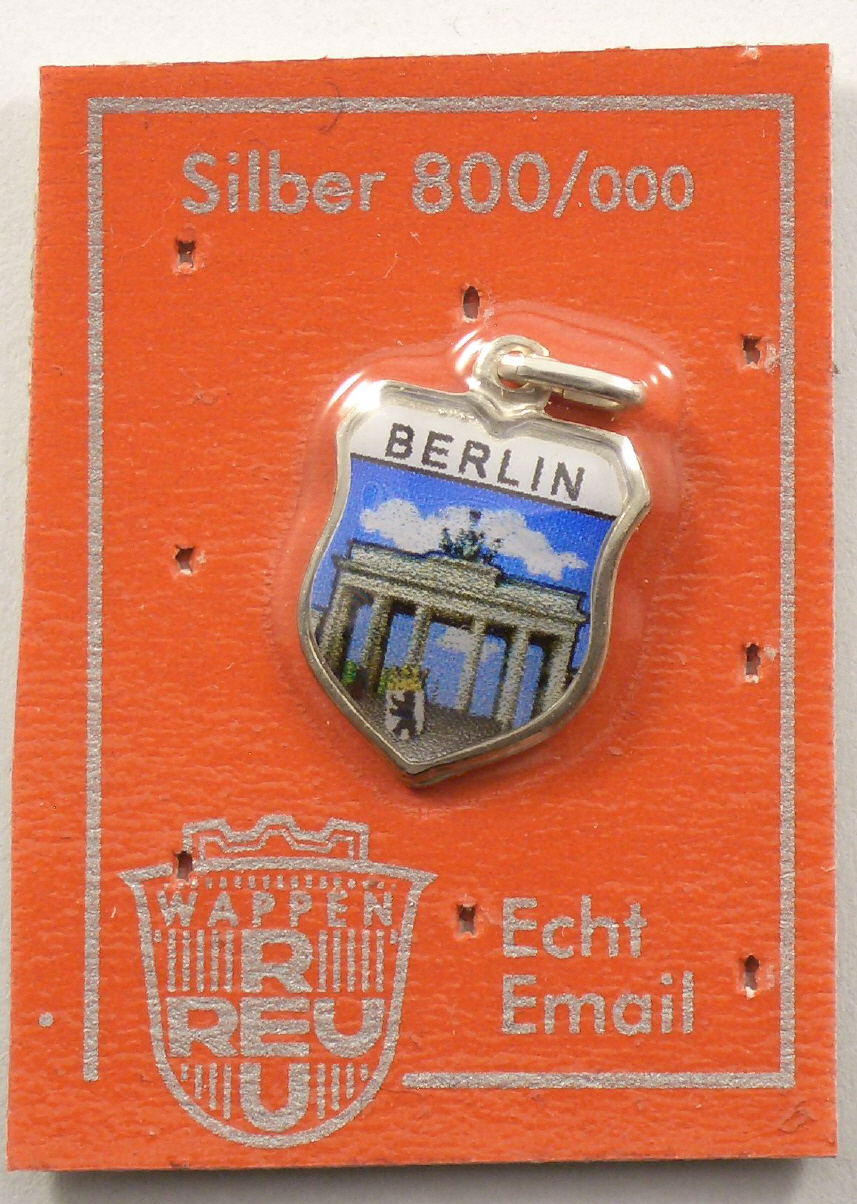 Silber 800/000
BERLIN
WAPPEN
R
REU
U
Echt
Email